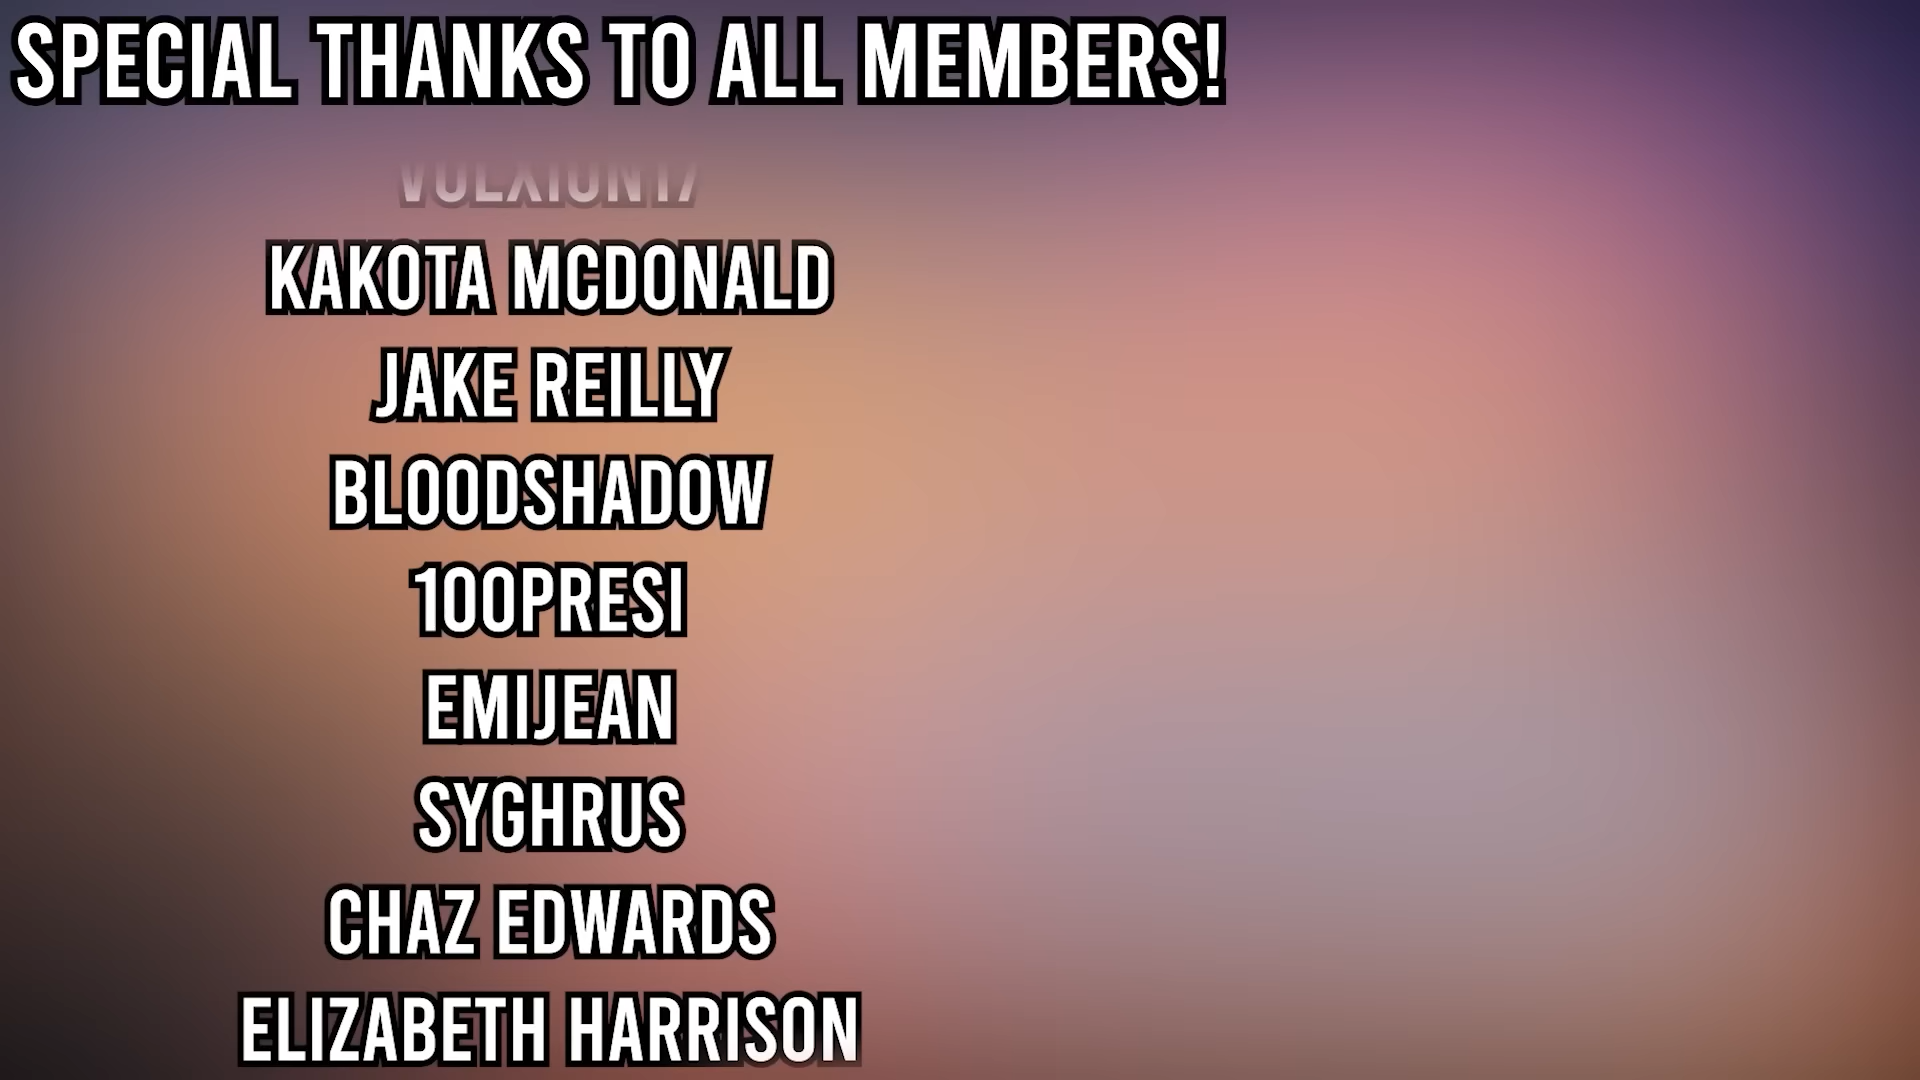 SPECIAL THANKS TO ALL MEMBERS!
KAKOTA MCDONALD
JAKE REILLY
BLOODSHADOW
100PRESI
EMIJEAN
SYGHRUS
CHAZ EDWARDS
ELIZABETH HARRISON